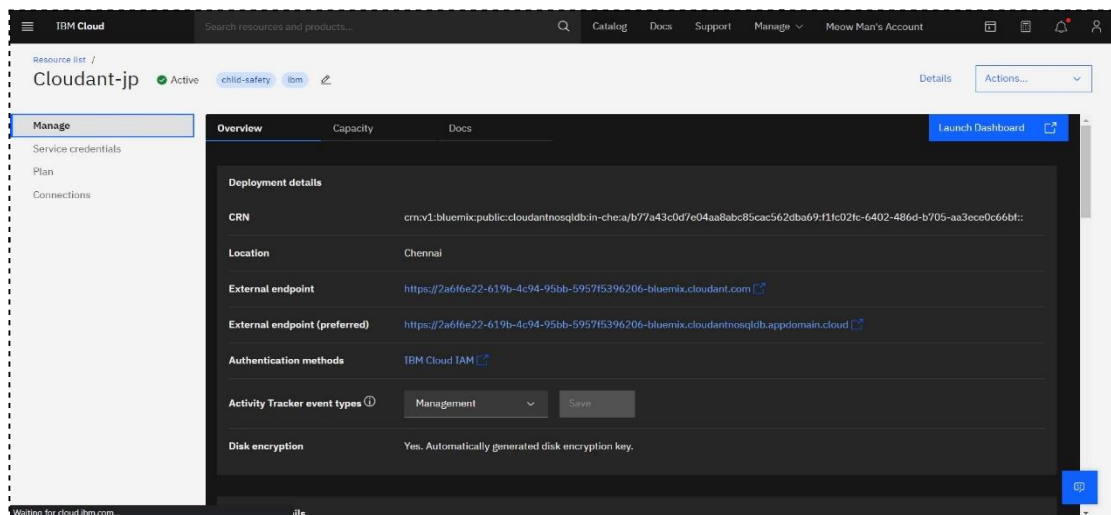 IBM Cloud Search resources and products... Catalog Docs Support Manage Meow Man's Account
Resource list /
Cloudant-jp Active child-safety ibm Details Actions...
Manage
Service credentials
Plan
Connections
Overview Capacity Docs Launch Dashboard
Deployment details
CRN crn:v1:bluemix:public:cloudantnosqldb:in-che:a/b77a43c0d7e04aa8abc85cac562dba69:f1fc02fc-6402-486d-b705-aa3ece0c66bf::
Location Chennai
External endpoint https://2a6f6e22-619b-4c94-95bb-5957f5396206-bluemix.cloudant.com
External endpoint (preferred) https://2a6f6e22-619b-4c94-95bb-5957f5396206-bluemix.cloudantnosqldb.appdomain.cloud
Authentication methods IBM Cloud IAM
Activity Tracker event types Management Save
Disk encryption Yes. Automatically generated disk encryption key.
Waiting for cloud.ibm.com... ils